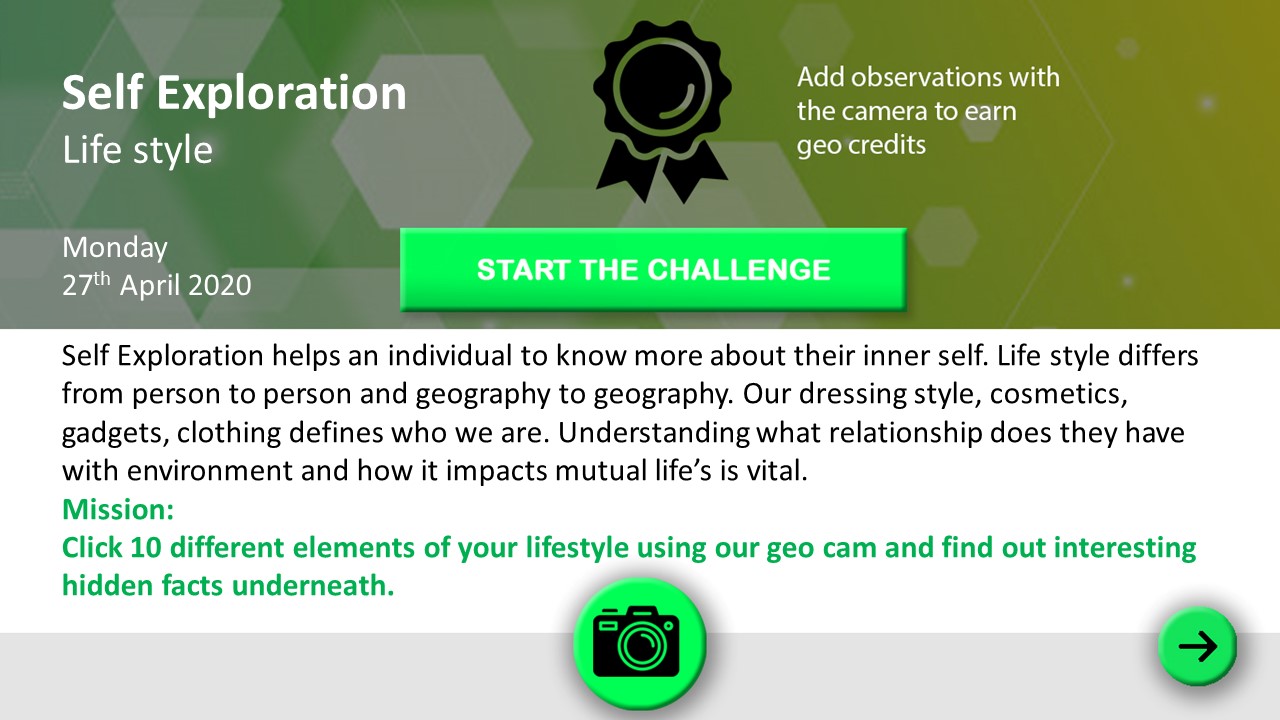 Self Exploration
Life style
Add observations with
the camera to earn
geo credits
Monday
27th April 2020
START THE CHALLENGE
Self Exploration helps an individual to know more about their inner self. Life style differs
from person to person and geography to geography. Our dressing style, cosmetics,
gadgets, clothing defines who we are. Understanding what relationship does they have
with environment and how it impacts mutual life’s is vital.
Mission:
Click 10 different elements of your lifestyle using our geo cam and find out interesting
hidden facts underneath.